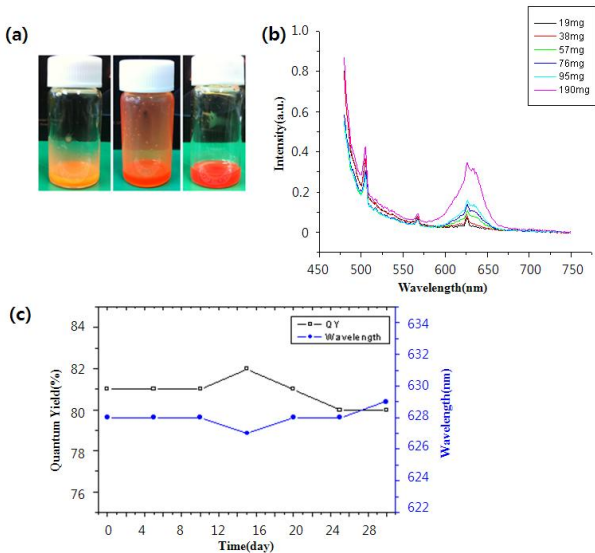 (a)
(b)
19mg
38mg
57mg
76mg
95mg
190mg
1.0
0.8
0.6
0.4
0.2
0
Intensity(a.u.)
450 500 550 600 650 700 750
Wavelength(nm)
(c)
QY
Wavelength
84
82
80
78
76
Quantum Yield(%)
634
632
630
628
626
624
622
Wavelength(nm)
0 4 8 12 16 20 24 28
Time(day)